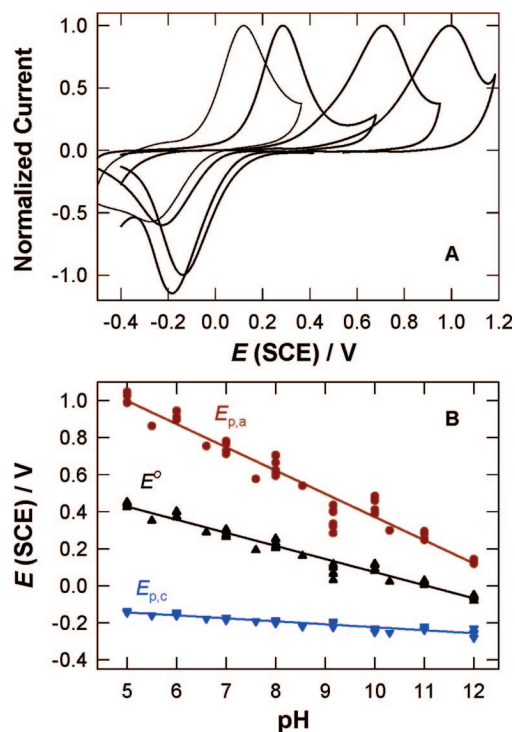 1.0
0.5
0.0
-0.5
-1.0
Normalized Current
A
-0.4 -0.2 0.0 0.2 0.4 0.6 0.8 1.0 1.2
E (SCE) / V
1.0
0.8
0.6
0.4
0.2
0.0
-0.2
-0.4
E (SCE) / V
B
Ep,a
Eo
Ep,c
5 6 7 8 9 10 11 12
pH